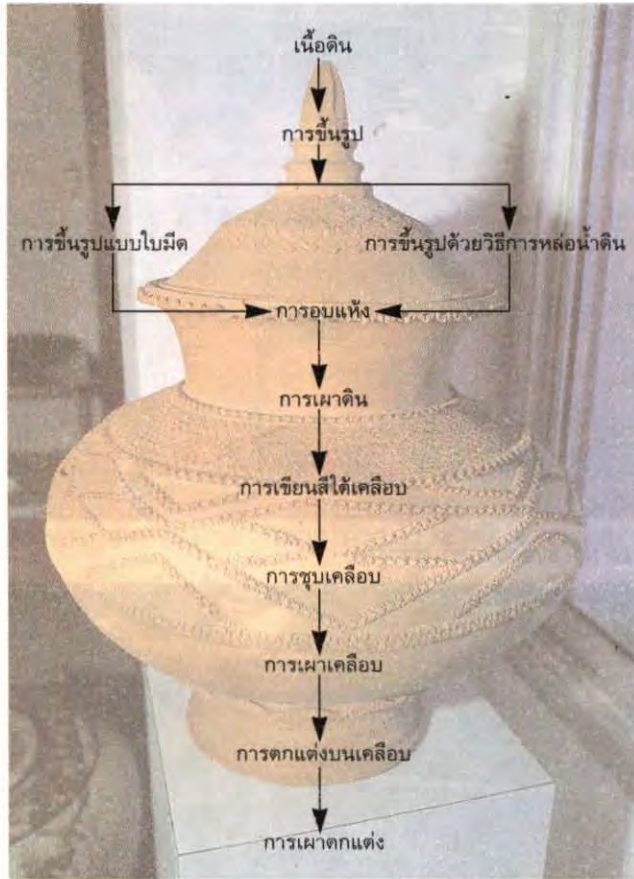 เนื้อดิน
การขึ้นรูป
การขึ้นรูปแบบใบมีด
การขึ้นรูปด้วยวิธีการหล่อน้ำดิน
การอบแห้ง
การเผาดิน
การเขียนสีใต้เคลือบ
การชุบเคลือบ
การเผาเคลือบ
การตกแต่งบนเคลือบ
การเผาตกแต่ง